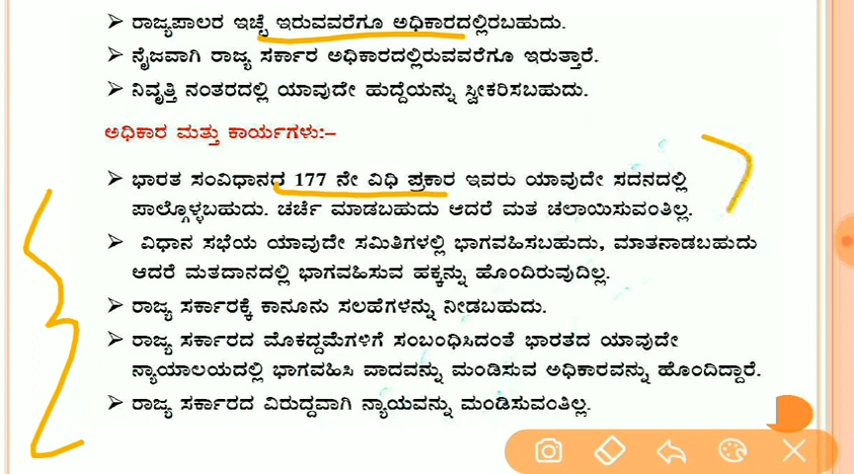 ➤ ರಾಜ್ಯಪಾಲರ ಇಚ್ಛೆ ಇರುವವರೆಗೂ ಅಧಿಕಾರದಲ್ಲಿರಬಹುದು.
➤ ನೈಜವಾಗಿ ರಾಜ್ಯ ಸರ್ಕಾರ ಅಧಿಕಾರದಲ್ಲಿರುವವರೆಗೂ ಇರುತ್ತಾರೆ.
➤ ನಿವೃತ್ತಿ ನಂತರದಲ್ಲಿ ಯಾವುದೇ ಹುದ್ದೆಯನ್ನು ಸ್ವೀಕರಿಸಬಹುದು.
ಅಧಿಕಾರ ಮತ್ತು ಕಾರ್ಯಗಳು:–
➤ ಭಾರತ ಸಂವಿಧಾನದ 177 ನೇ ವಿಧಿ ಪ್ರಕಾರ ಇವರು ಯಾವುದೇ ಸದನದಲ್ಲಿ
ಪಾಲ್ಗೊಳ್ಳಬಹುದು. ಚರ್ಚೆ ಮಾಡಬಹುದು ಆದರೆ ಮತ ಚಲಾಯಿಸುವಂತಿಲ್ಲ.
➤ ವಿಧಾನ ಸಭೆಯ ಯಾವುದೇ ಸಮಿತಿಗಳಲ್ಲಿ ಭಾಗವಹಿಸಬಹುದು, ಮಾತನಾಡಬಹುದು
ಆದರೆ ಮತದಾನದಲ್ಲಿ ಭಾಗವಹಿಸುವ ಹಕ್ಕನ್ನು ಹೊಂದಿರುವುದಿಲ್ಲ.
➤ ರಾಜ್ಯ ಸರ್ಕಾರಕ್ಕೆ ಕಾನೂನು ಸಲಹೆಗಳನ್ನು ನೀಡಬಹುದು.
➤ ರಾಜ್ಯ ಸರ್ಕಾರದ ಮೊಕದ್ದಮೆಗಳಿಗೆ ಸಂಬಂಧಿಸಿದಂತೆ ಭಾರತದ ಯಾವುದೇ
ನ್ಯಾಯಾಲಯದಲ್ಲಿ ಭಾಗವಹಿಸಿ ವಾದವನ್ನು ಮಂಡಿಸುವ ಅಧಿಕಾರವನ್ನು ಹೊಂದಿದ್ದಾರೆ.
➤ ರಾಜ್ಯ ಸರ್ಕಾರದ ವಿರುದ್ದವಾಗಿ ನ್ಯಾಯವನ್ನು ಮಂಡಿಸುವಂತಿಲ್ಲ.